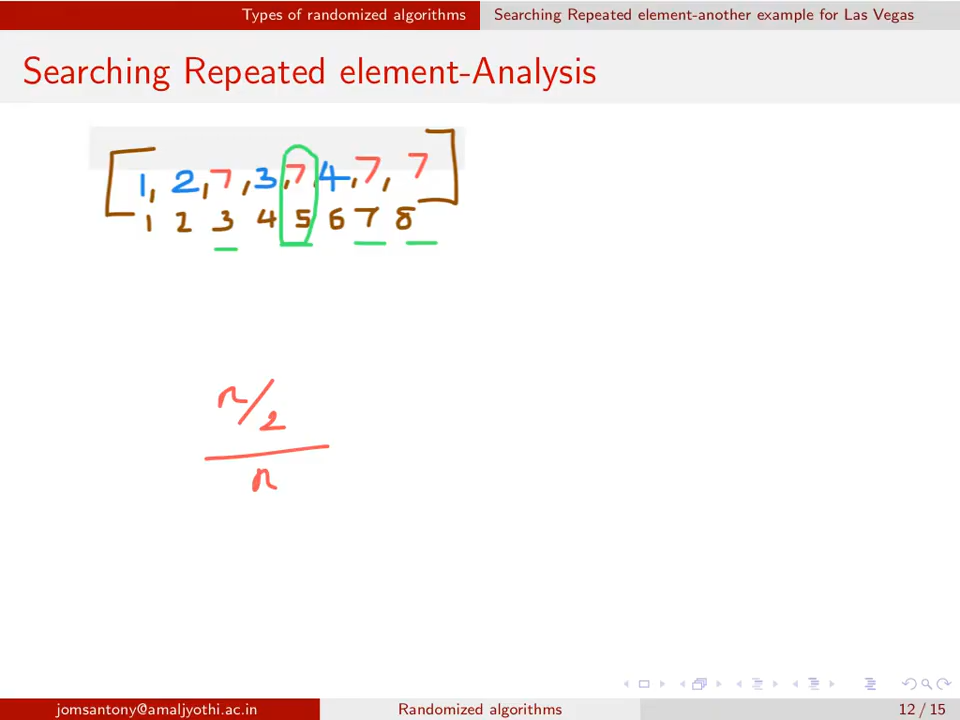 Types of randomized algorithms Searching Repeated element-another example for Las Vegas
Searching Repeated element-Analysis
[1, 2, 7, 3, 7, 4, 7, 7]
1 2 3 4 5 6 7 8
n/2
n
jomsantony@amaljyothi.ac.in Randomized algorithms 12 / 15